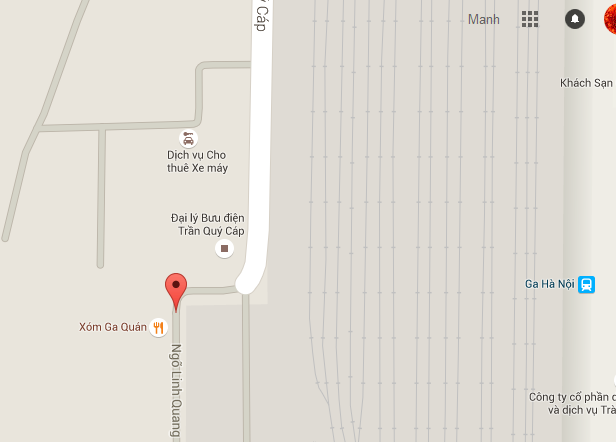 Manh
ý Cáp
Khách Sạn
Dịch vụ Cho
thuê Xe máy
Đại lý Bưu điện
Trần Quý Cáp
Ga Hà Nội
Xóm Ga Quán
Ngõ Linh Quang
Công ty cổ phần
và dịch vụ